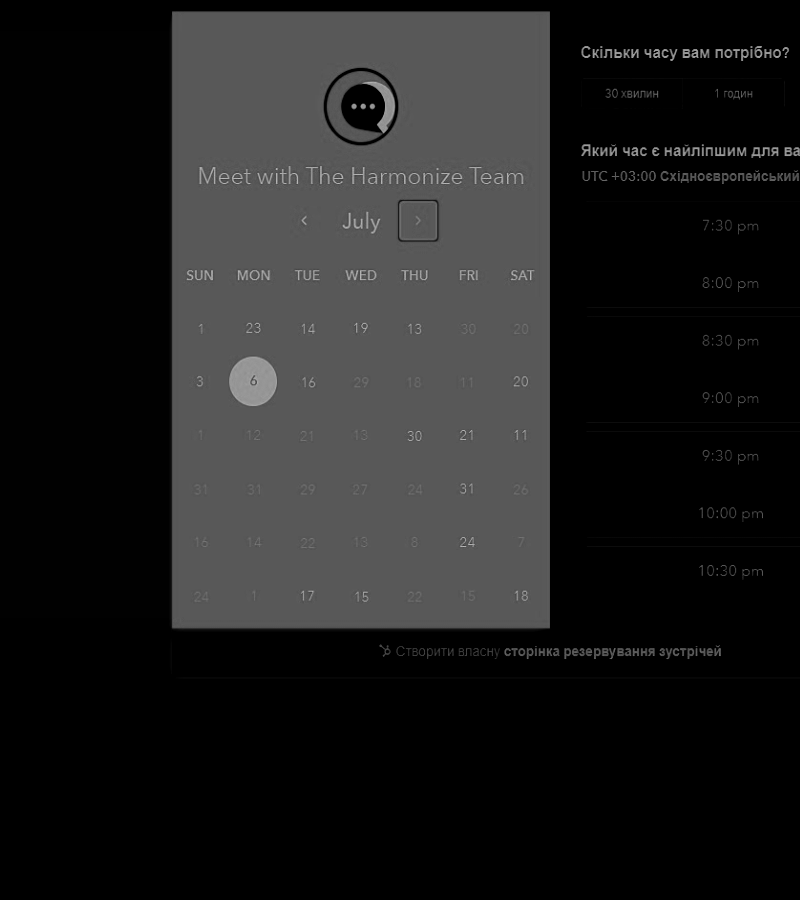 Meet with The Harmonize Team
July
SUN MON TUE WED THU FRI SAT
1 23 14 19 13 30 20
3 6 16 29 18 11 20
1 12 21 13 30 21 11
31 31 29 27 24 31 26
16 14 22 13 8 24 7
24 1 17 15 22 15 18
Скільки часу вам потрібно?
30 хвилин 1 годин
Який час є найліпшим для ва
UTC +03:00 Східноєвропейський
7:30 pm
8:00 pm
8:30 pm
9:00 pm
9:30 pm
10:00 pm
10:30 pm
Створити власну сторінка резервування зустрічей